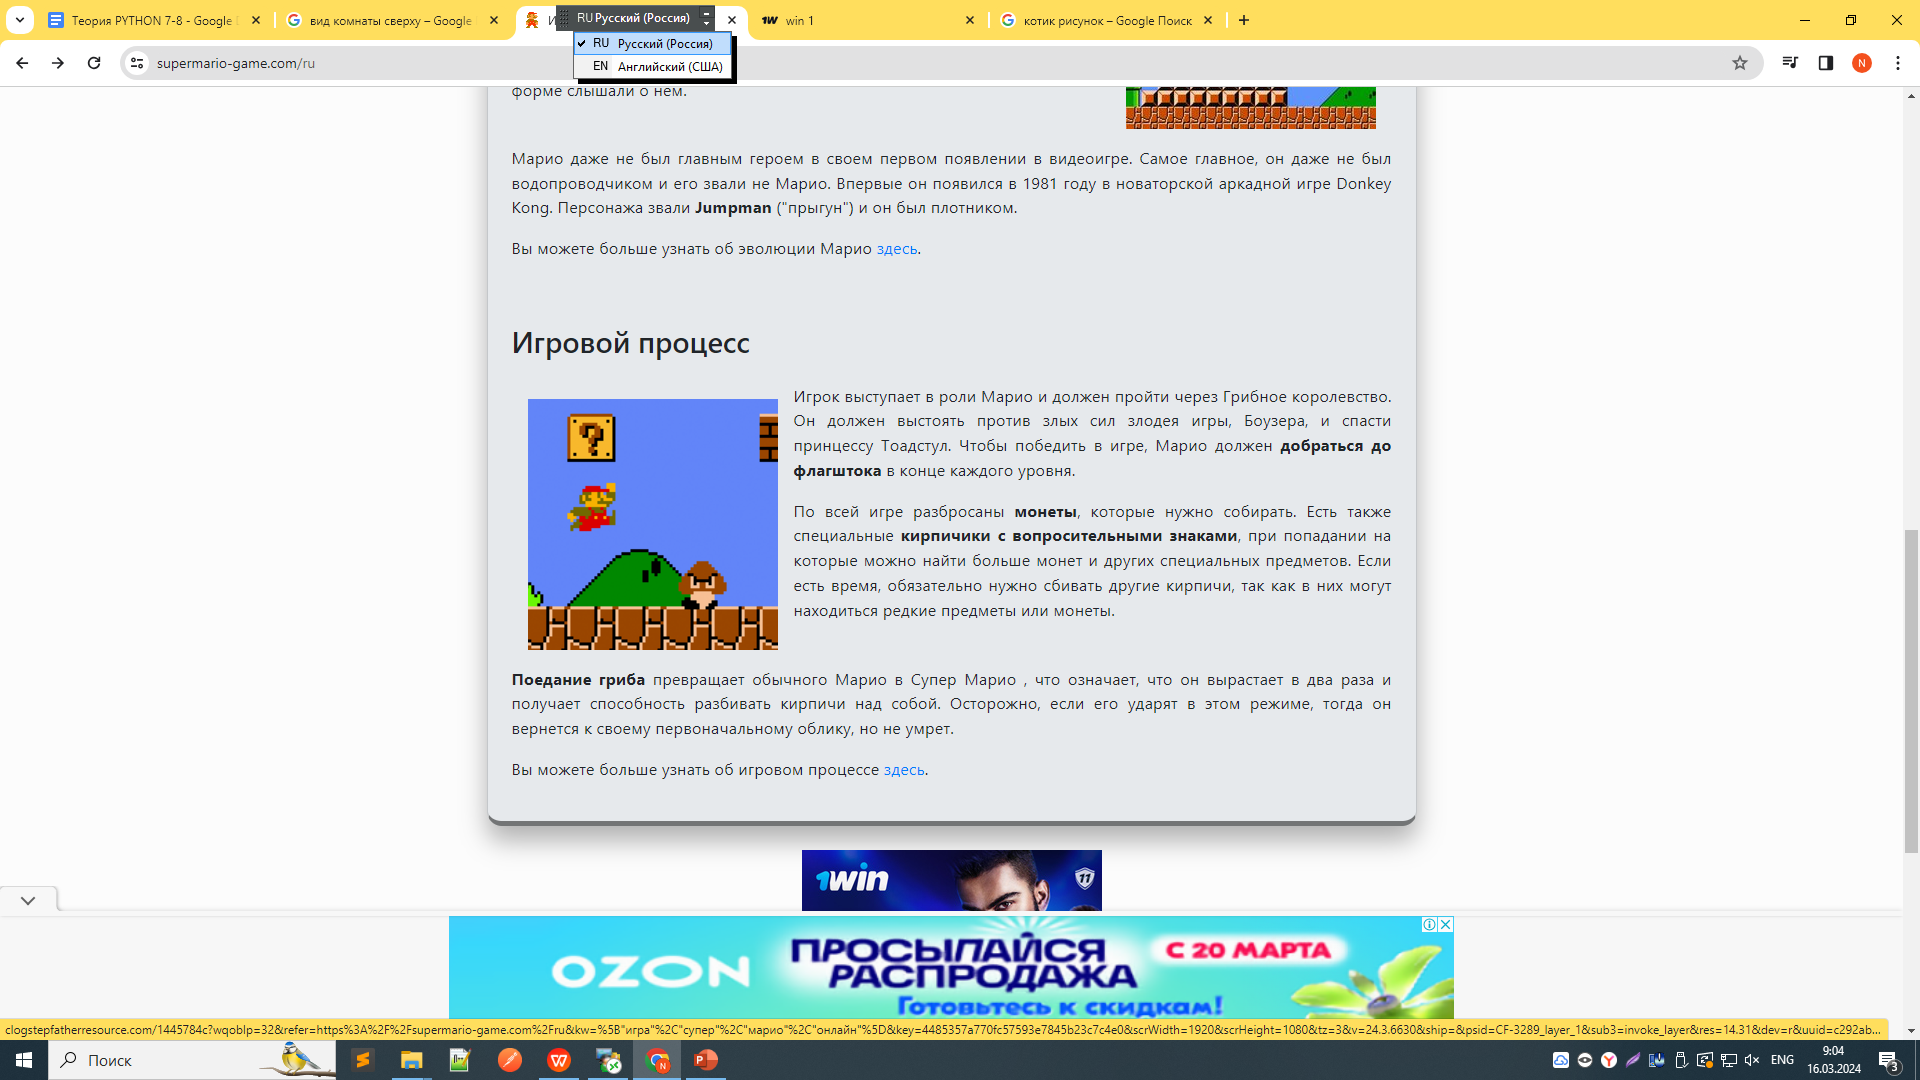 Теория PYTHON 7-8 - Google
вид комнаты сверху – Google
RU Русский (Россия)
win 1
котик рисунок – Google Поиск
RU Русский (Россия)
EN Английский (США)
supermario-game.com/ru
форме слышали о нем.
Марио даже не был главным героем в своем первом появлении в видеоигре. Самое главное, он даже не был
водопроводчиком и его звали не Марио. Впервые он появился в 1981 году в новаторской аркадной игре Donkey
Kong. Персонажа звали Jumpman ("прыгун") и он был плотником.
Вы можете больше узнать об эволюции Марио здесь.
Игровой процесс
Игрок выступает в роли Марио и должен пройти через Грибное королевство.
Он должен выстоять против злых сил злодея игры, Боузера, и спасти
принцессу Тоадстул. Чтобы победить в игре, Марио должен добраться до
флагштока в конце каждого уровня.
По всей игре разбросаны монеты, которые нужно собирать. Есть также
специальные кирпичики с вопросительными знаками, при попадании на
которые можно найти больше монет и других специальных предметов. Если
есть время, обязательно нужно сбивать другие кирпичи, так как в них могут
находиться редкие предметы или монеты.
Поедание гриба превращает обычного Марио в Супер Марио , что означает, что он вырастает в два раза и
получает способность разбивать кирпичи над собой. Осторожно, если его ударят в этом режиме, тогда он
вернется к своему первоначальному облику, но не умрет.
Вы можете больше узнать об игровом процессе здесь.
1win
11
OZON
ПРОСЫПАЙСЯ
РАСПРОДАЖА
С 20 МАРТА
Готовьтесь к скидкам!
clogstepfatherresource.com/1445784c?wqoblp=32&refer=https%3A%2F%2Fsupermario-game.com%2Fru&kw=%5B"игра"%2C"супер"%2C"марио"%2C"онлайн"%5D&key=4485357a770fc57593e7845b23c7c4e0&scrWidth=1920&scrHeight=1080&tz=3&v=24.3.6630&ship=&psid=CF-3289_layer_1&sub3=invoke_layer&res=14.31&dev=r&uuid=c292ab...
Поиск
ENG
9:04
16.03.2024
3